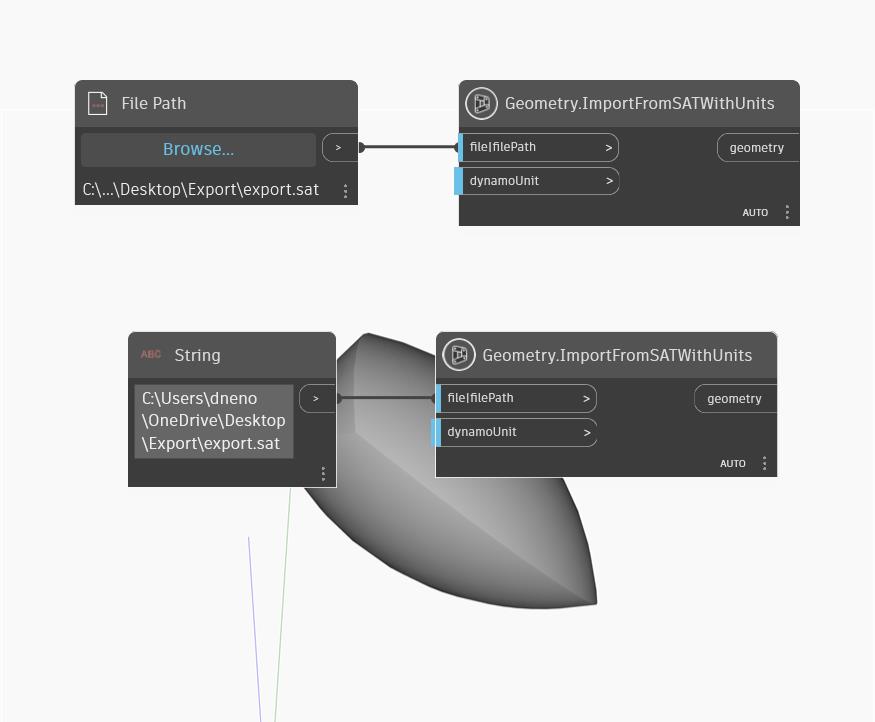 File Path
Geometry.ImportFromSATWithUnits
Browse...
>
file|filePath
>
geometry
C:\...\Desktop\Export\export.sat
dynamoUnit
>
AUTO
String
Geometry.ImportFromSATWithUnits
ABC
C:\Users\dneno
\OneDrive\Desktop
\Export\export.sat
>
file|filePath
>
geometry
dynamoUnit
>
AUTO